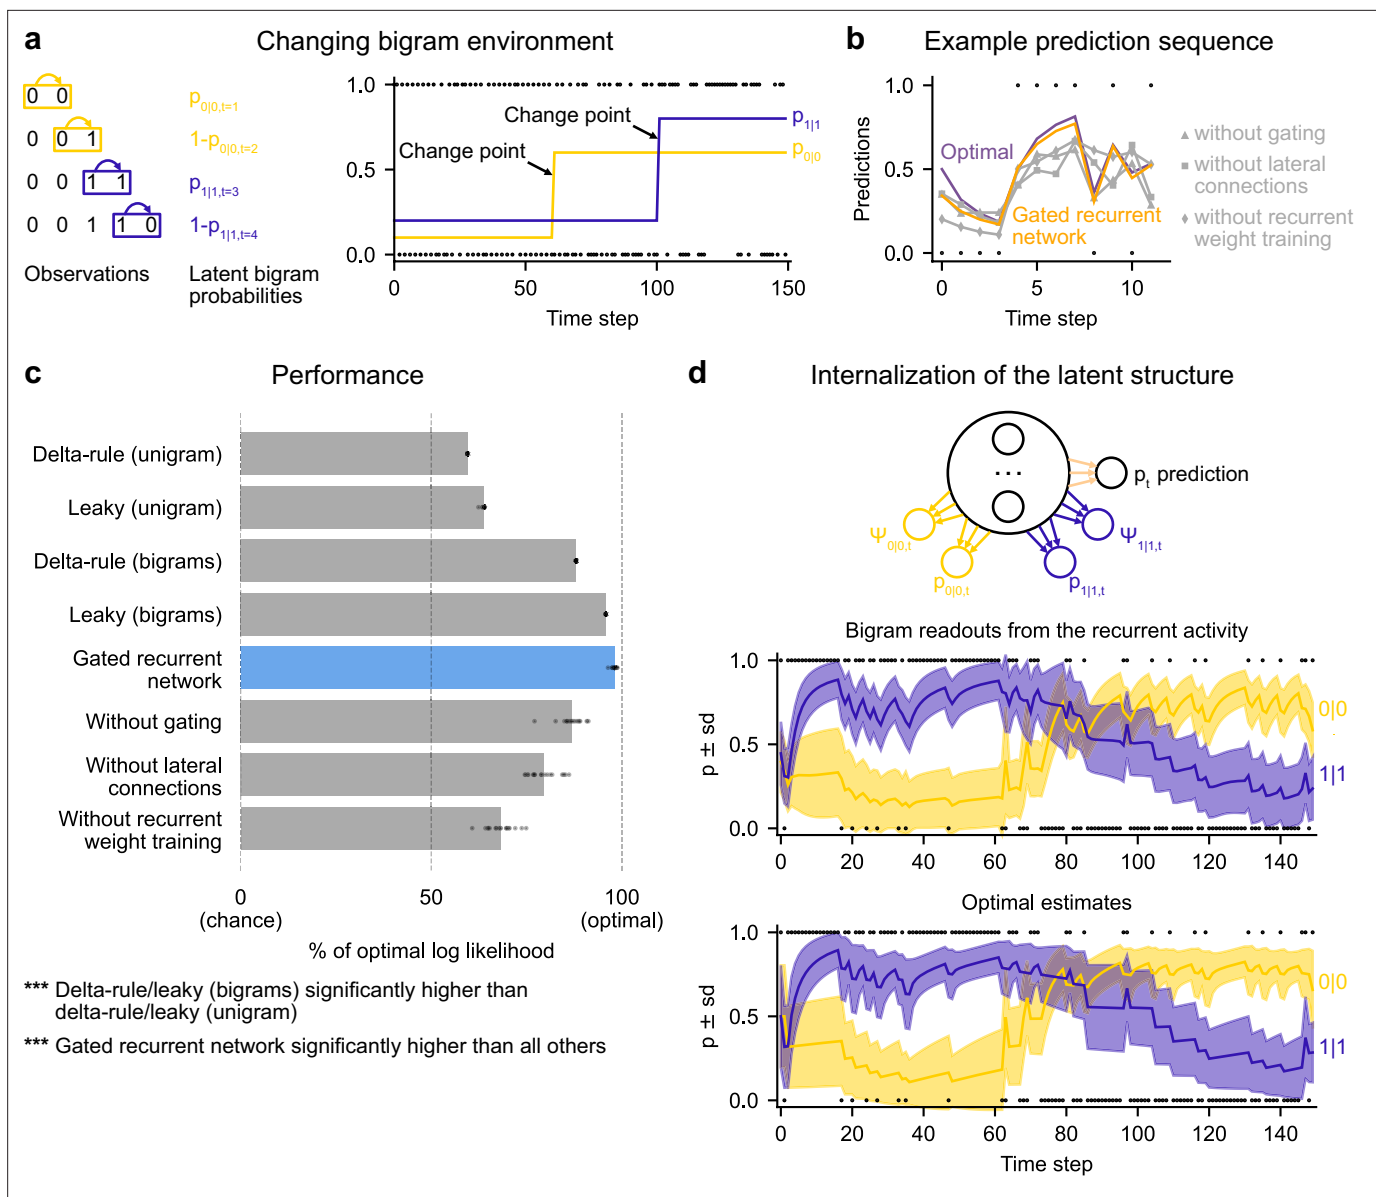 a
Changing bigram environment
0 0
p0|0,t=1
0 0 1
1-p0|0,t=2
0 0 1 1
p1|1,t=3
0 0 1 1 0
1-p1|1,t=4
Observations
Latent bigram
probabilities
1.0
0.5
0.0
Change point
Change point
p1|1
p0|0
0
50
100
150
Time step
b
Example prediction sequence
Predictions
1.0
0.5
0.0
Optimal
Gated recurrent
network
without gating
without lateral
connections
without recurrent
weight training
0
5
10
Time step
c
Performance
Delta-rule (unigram)
Leaky (unigram)
Delta-rule (bigrams)
Leaky (bigrams)
Gated recurrent
network
Without gating
Without lateral
connections
Without recurrent
weight training
0
(chance)
50
100
(optimal)
% of optimal log likelihood
*** Delta-rule/leaky (bigrams) significantly higher than
delta-rule/leaky (unigram)
*** Gated recurrent network significantly higher than all others
d
Internalization of the latent structure
...
pt prediction
Ψ0|0,t
Ψ1|1,t
p0|0,t
p1|1,t
Bigram readouts from the recurrent activity
p ± sd
1.0
0.5
0.0
0|0
1|1
0
20
40
60
80
100
120
140
Optimal estimates
p ± sd
1.0
0.5
0.0
0|0
1|1
0
20
40
60
80
100
120
140
Time step